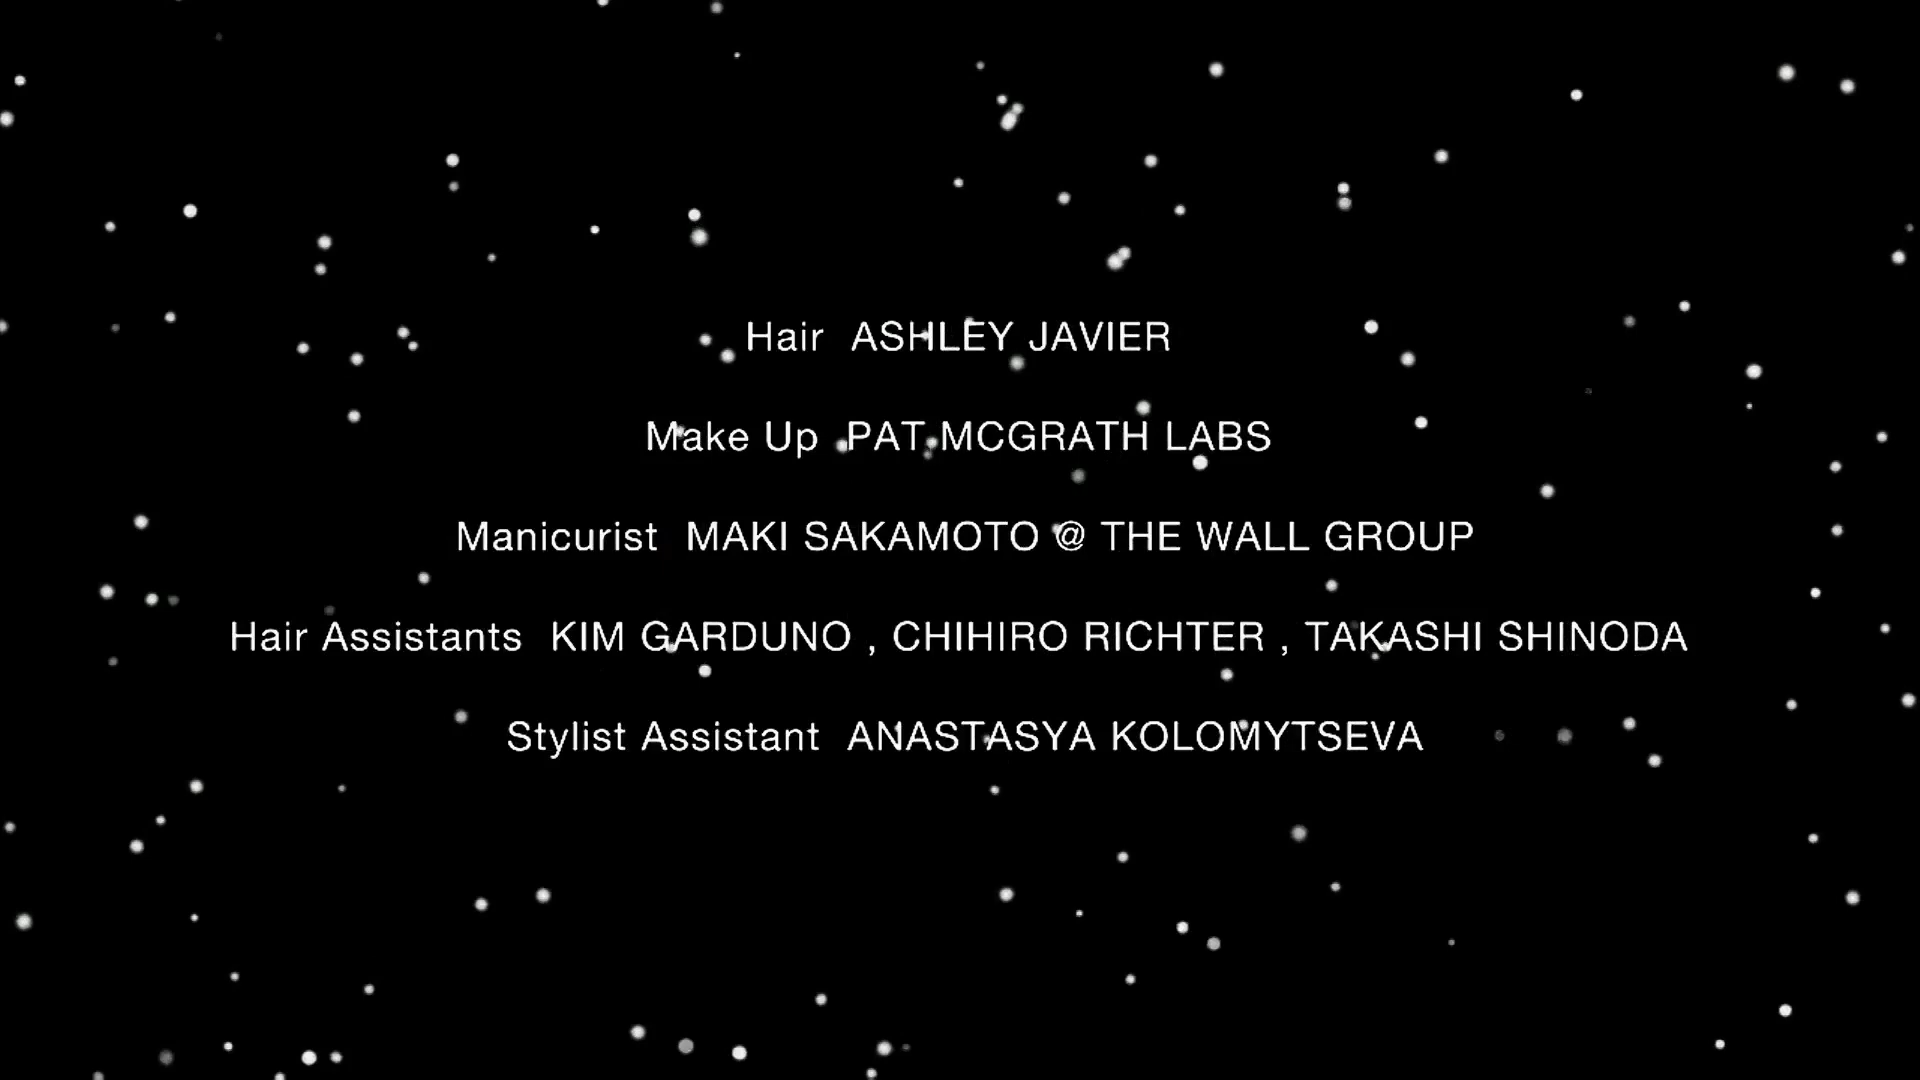 Hair ASHLEY JAVIER
Make Up PAT MCGRATH LABS
Manicurist MAKI SAKAMOTO @ THE WALL GROUP
Hair Assistants KIM GARDUNO , CHIHIRO RICHTER , TAKASHI SHINODA
Stylist Assistant ANASTASYA KOLOMYTSEVA